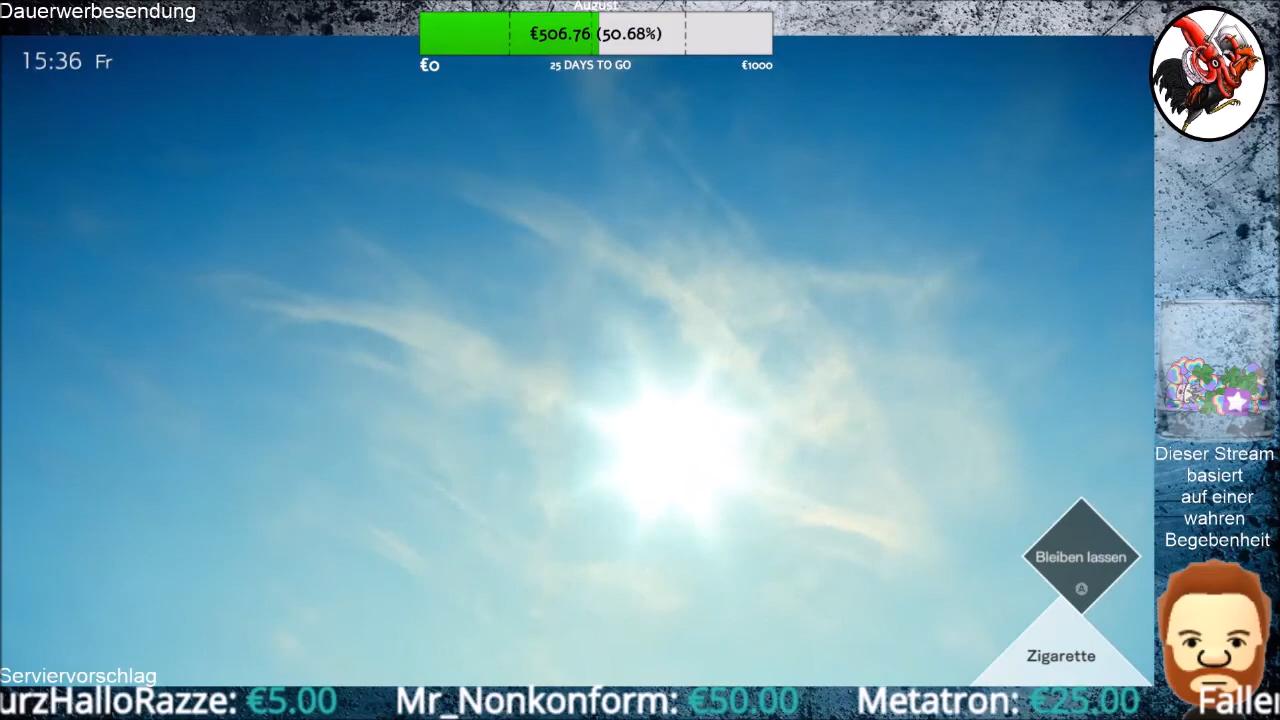 Dauerwerbesendung
August
€506.76 (50.68%)
€0
25 DAYS TO GO
€1000
15:36 Fr
Dieser Stream
basiert
auf einer
wahren
Begebenheit
Bleiben lassen
A
Zigarette
Serviervorschlag
urzHalloRazze: €5.00 Mr_Nonkonform: €50.00 Metatron: €25.00 Faller